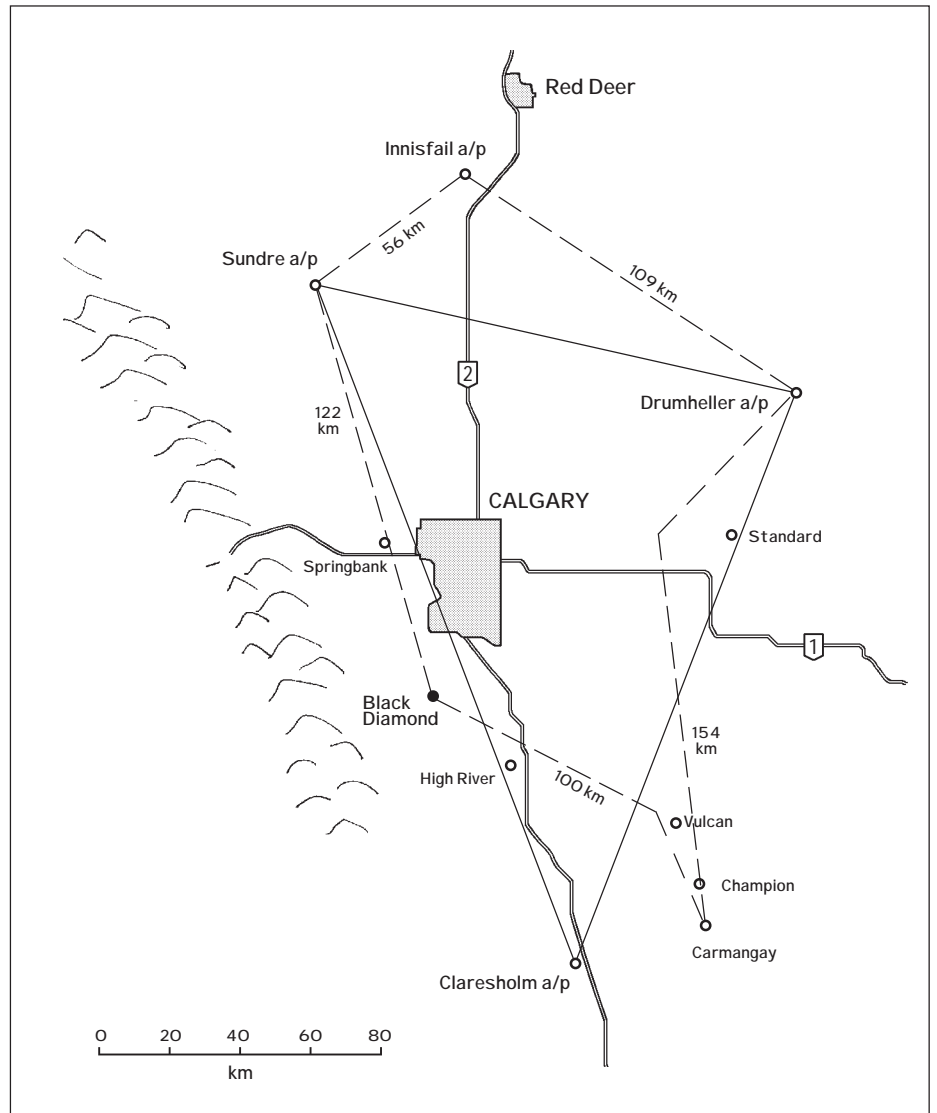 Red Deer
Innisfail a/p
56 km
Sundre a/p
109 km
2
Drumheller a/p
122
km
CALGARY
Standard
Springbank
1
Black
Diamond
154
km
High River
100 km
Vulcan
Champion
Carmangay
Claresholm a/p
0 20 40 60 80
km